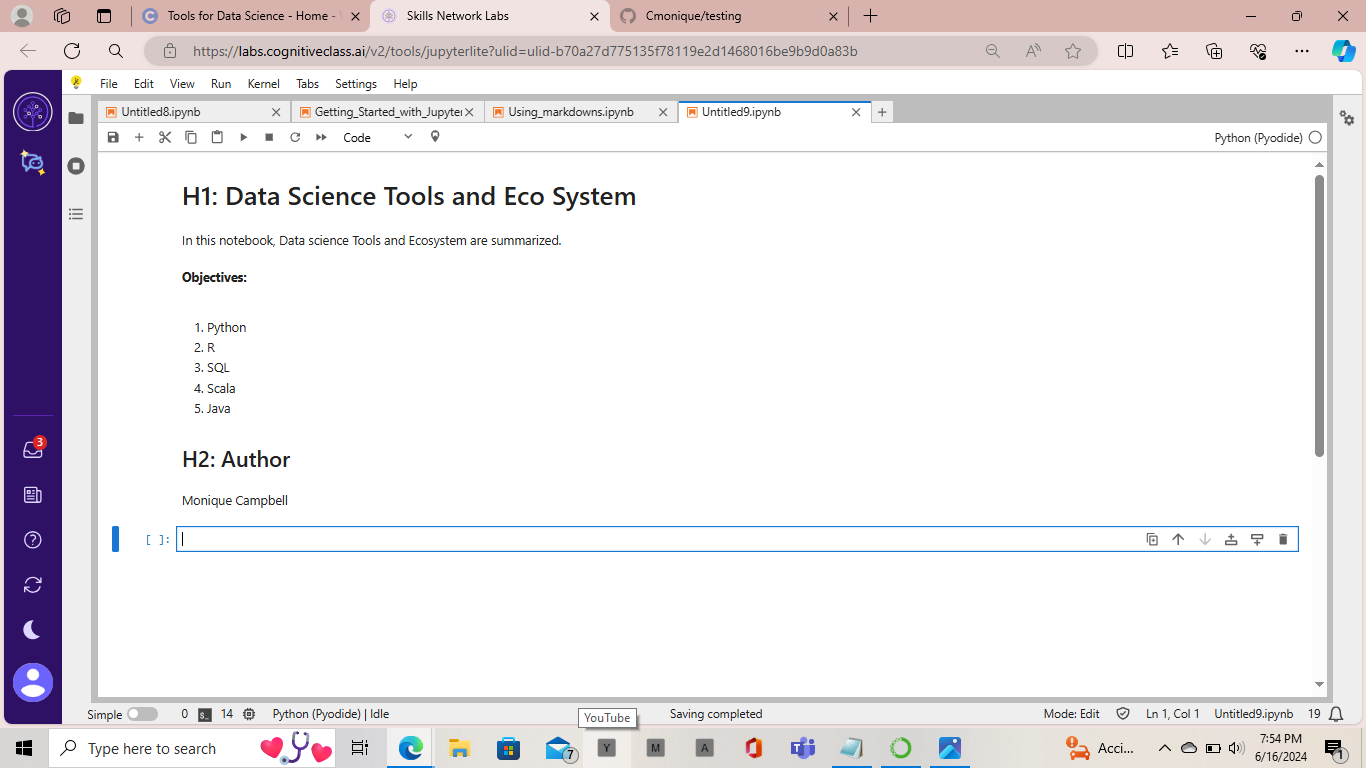 Tools for Data Science - Home -
Skills Network Labs
Cmonique/testing
https://labs.cognitiveclass.ai/v2/tools/jupyterlite?ulid=ulid-b70a27d775135f78119e2d1468016be9b9d0a83b
File Edit View Run Kernel Tabs Settings Help
Untitled8.ipynb
Getting_Started_with_Jupyter
Using_markdowns.ipynb
Untitled9.ipynb
Code
Python (Pyodide)
H1: Data Science Tools and Eco System
In this notebook, Data science Tools and Ecosystem are summarized.
Objectives:
1. Python
2. R
3. SQL
4. Scala
5. Java
H2: Author
Monique Campbell
[ ]:
3
Simple 0 $_ 14 Python (Pyodide) | Idle
Saving completed
Mode: Edit Ln 1, Col 1 Untitled9.ipynb 19
YouTube
Type here to search
7
Y
M
A
Acci...
7:54 PM
6/16/2024
1